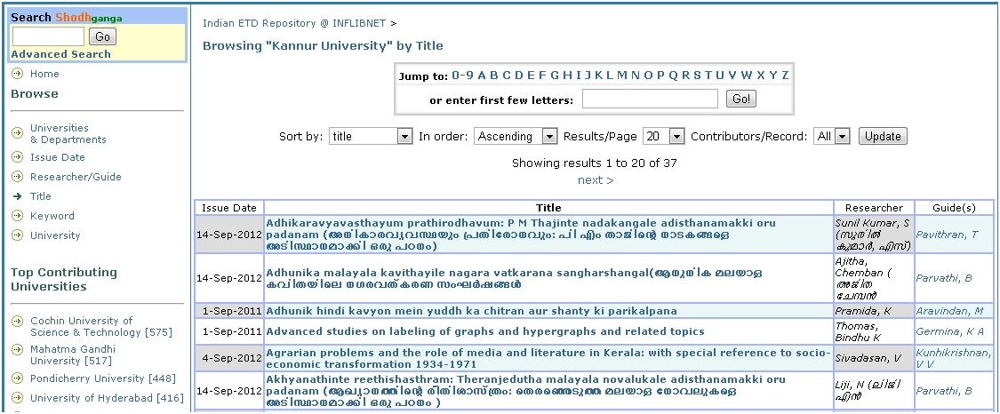 Search Shodhganga
Go
Advanced Search
Home
Browse
Universities
& Departments
Issue Date
Researcher/Guide
Title
Keyword
University
Top Contributing
Universities
Cochin University of
Science & Technology [575]
Mahatma Gandhi
University [517]
Pondicherry University [448]
University of Hyderabad [416]
Indian ETD Repository @ INFLIBNET >
Browsing "Kannur University" by Title
Jump to: 0-9 A B C D E F G H I J K L M N O P Q R S T U V W X Y Z
or enter first few letters: Go!
Sort by: title In order: Ascending Results/Page 20 Contributors/Record: All Update
Showing results 1 to 20 of 37
next >
Issue Date Title Researcher Guide(s)
14-Sep-2012
Adhikaravyavasthayum prathirodhavum: P M Thajinte nadakangale adisthanamakki oru
padanam (അധികാരവ്യവസ്ഥയും പ്രതിരോധവും: പി എം താജിന്റെ നാടകങ്ങളെ
അടിസ്ഥാനമാക്കി ഒരു പഠനം)
Sunil Kumar, S
(സുനിൽ
കുമാർ, എസ്)
Pavithran, T
14-Sep-2012
Adhunika malayala kavithayile nagara vatkarana sangharshangal(ആധുനിക മലയാള
കവിതയിലെ നഗരവത്കരണ സംഘർഷങ്ങൾ
Ajitha,
Chemban (
അജിത
ചേമ്പൻ
Parvathi, B
1-Sep-2011
Adhunik hindi kavyon mein yuddh ka chitran aur shanty ki parikalpana
Pramida, K
Aravindan, M
1-Sep-2011
Advanced studies on labeling of graphs and hypergraphs and related topics
Thomas,
Bindhu K
Germina, K A
4-Sep-2012
Agrarian problems and the role of media and literature in Kerala: with special reference to socio-
economic transformation 1934-1971
Sivadasan, V
Kunhikrishnan,
V V
14-Sep-2012
Akhyanathinte reethishasthram: Theranjedutha malayala novalukale adisthanamakki oru
padanam (ആഖ്യാനത്തിന്റെ രീതിശാസ്ത്രം: തെരഞ്ഞെടുത്ത മലയാള നോവലുകളെ
അടിസ്ഥാനമാക്കി ഒരു പഠനം )
Liji, N (ലിജി
എൻ
Parvathi, B